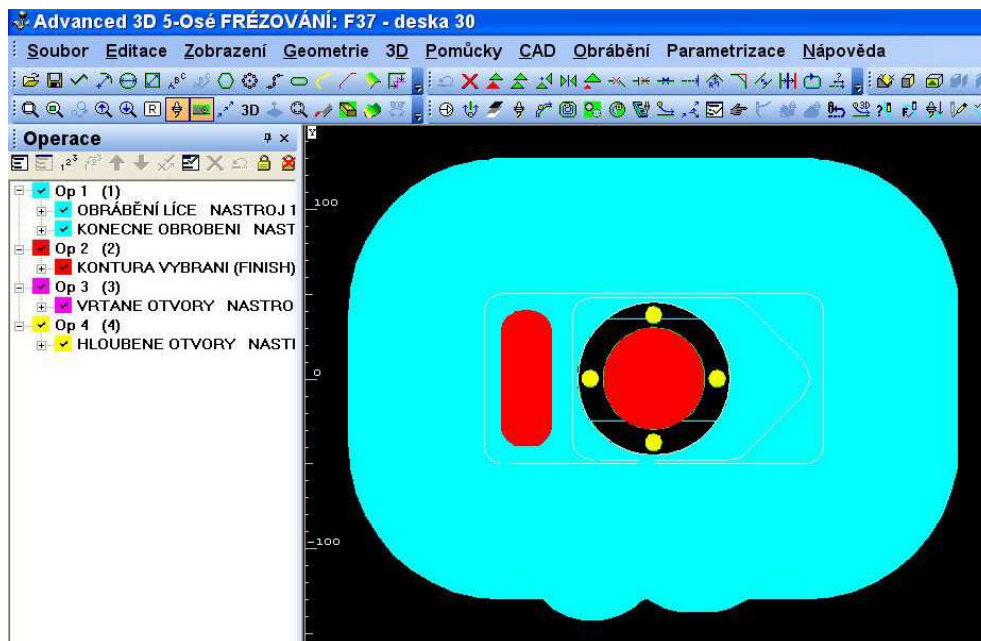 Advanced 3D 5-Osé FRÉZOVÁNÍ: F37 - deska 30
Soubor Editace Zobrazení Geometrie 3D Pomůcky CAD Obrábění Parametrizace Nápověda
R 3D
Operace
Op 1 (1)
OBRÁBĚNÍ LÍCE NASTROJ 1
KONECNE OBROBENI NAST
Op 2 (2)
KONTURA VYBRANI (FINISH)
Op 3 (3)
VRTANE OTVORY NASTRO
Op 4 (4)
HLOUBENE OTVORY NASTI
Y
100
0
-100